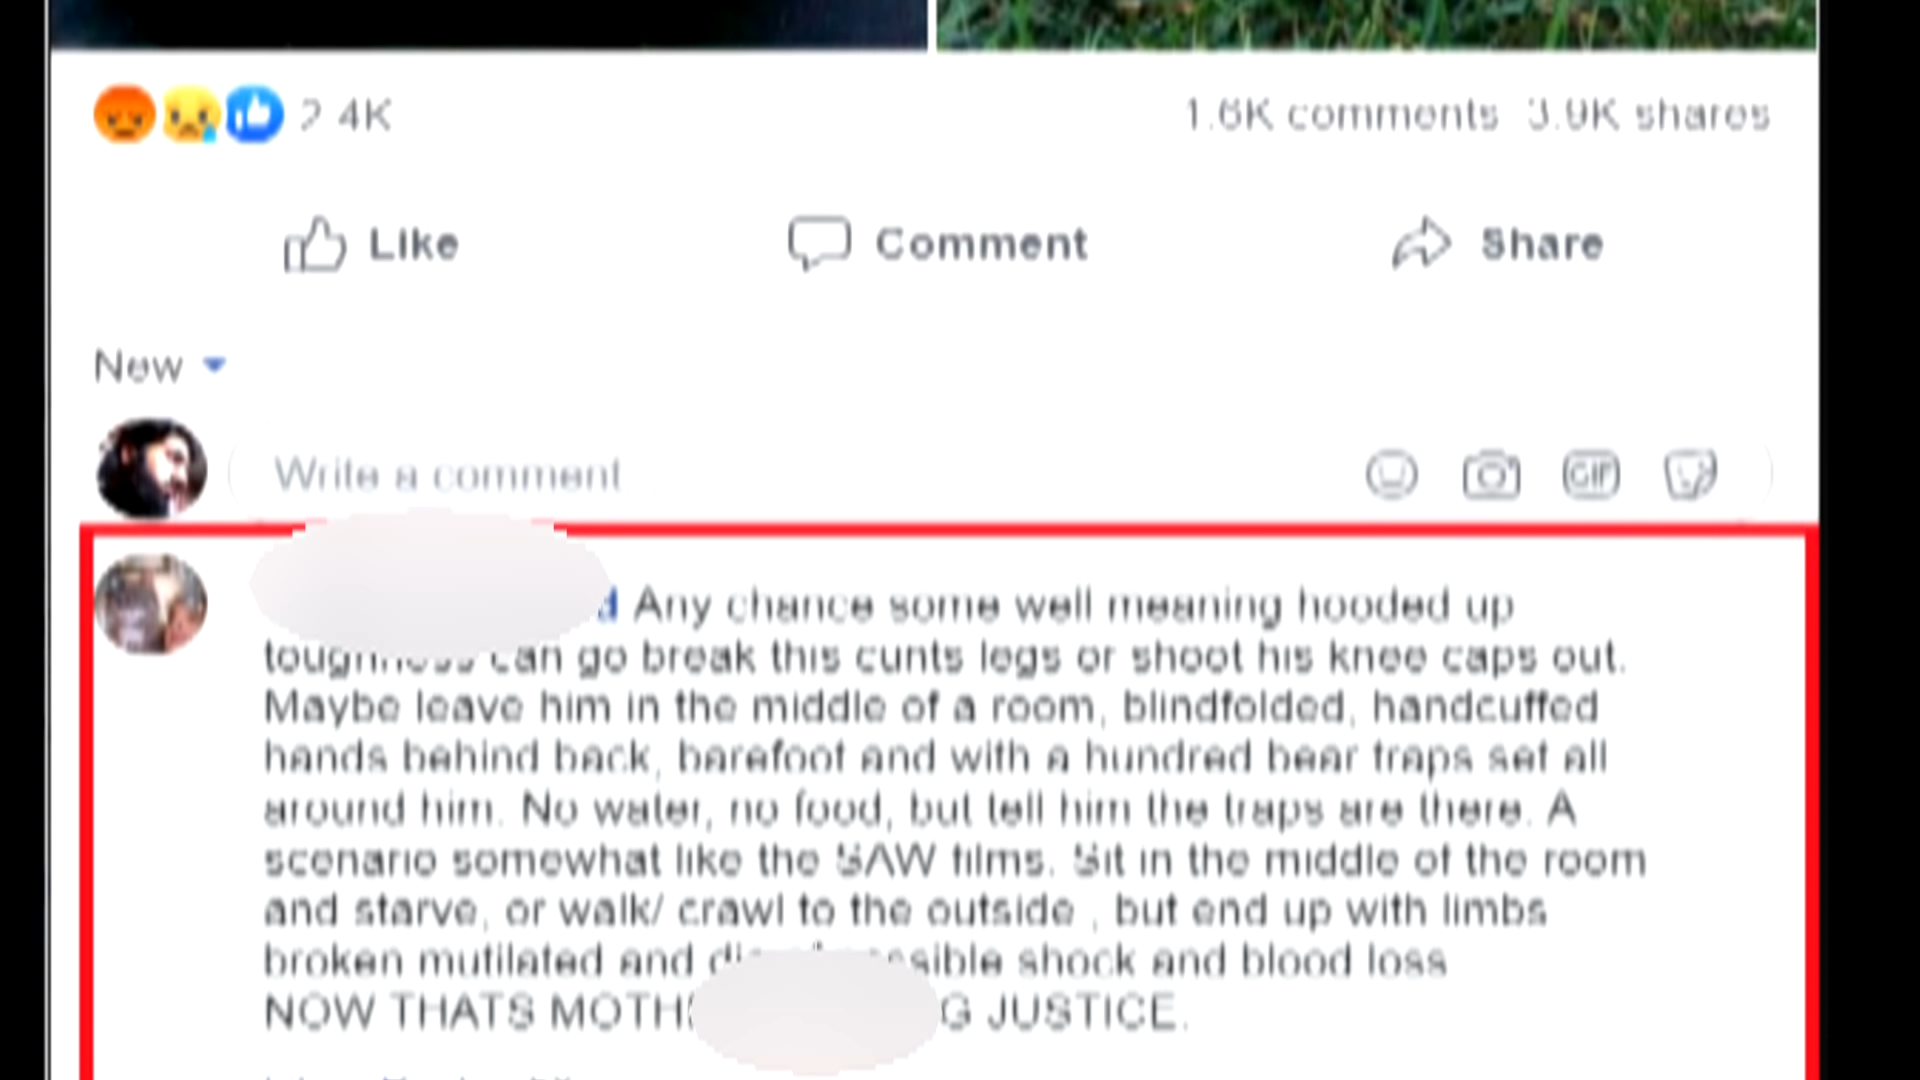 2.4K 1.6K comments 3.9K shares
Like Comment Share
New
Write a comment
GIF
Any chance some well meaning hooded up
can go break this cunts legs or shoot his knee caps out.
Maybe leave him in the middle of a room, blindfolded, handcuffed
hands behind back, barefoot and with a hundred bear traps set all
around him. No water, no food, but tell him the traps are there. A
scenario somewhat like the SAW films. Sit in the middle of the room
and starve, or walk/ crawl to the outside , but end up with limbs
broken mutilated and shock and blood loss
NOW THATS JUSTICE.